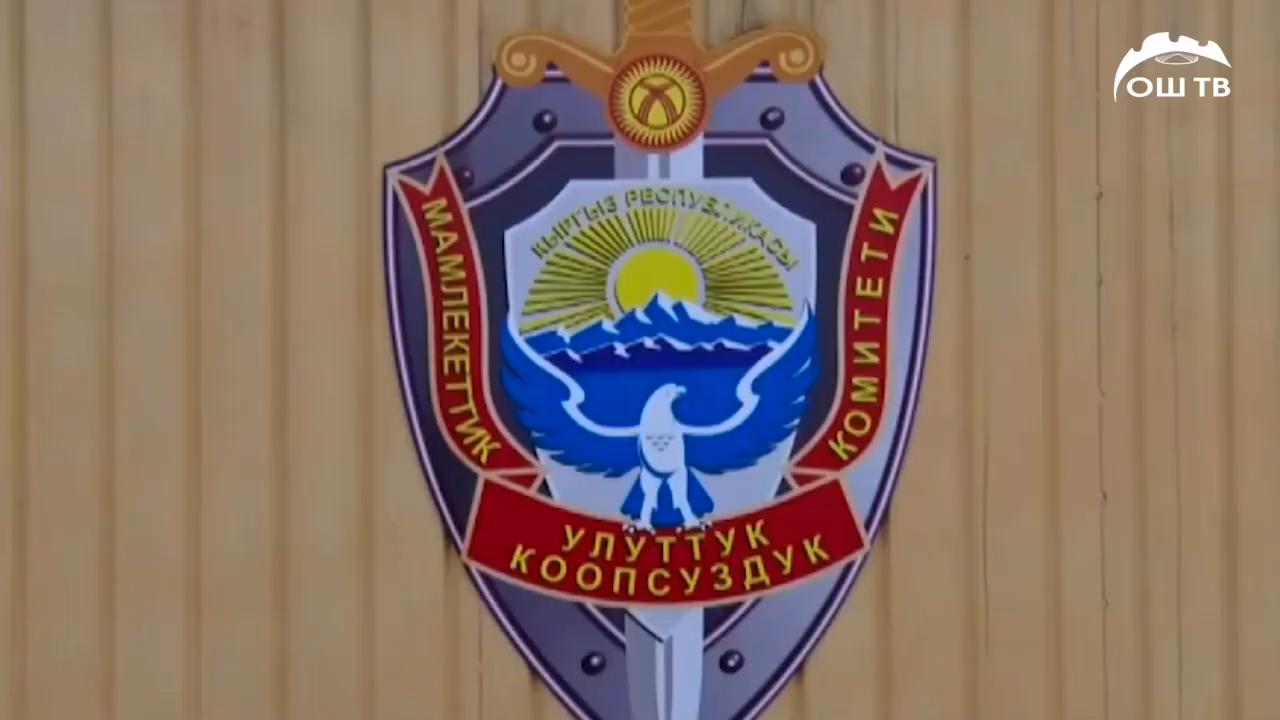 ОШ ТВ
КЫРГЫЗ РЕСПУБЛИКАСЫ
МАМЛЕКЕТТИК
УЛУТТУК
КООПСУЗДУК
КОМИТЕТИ